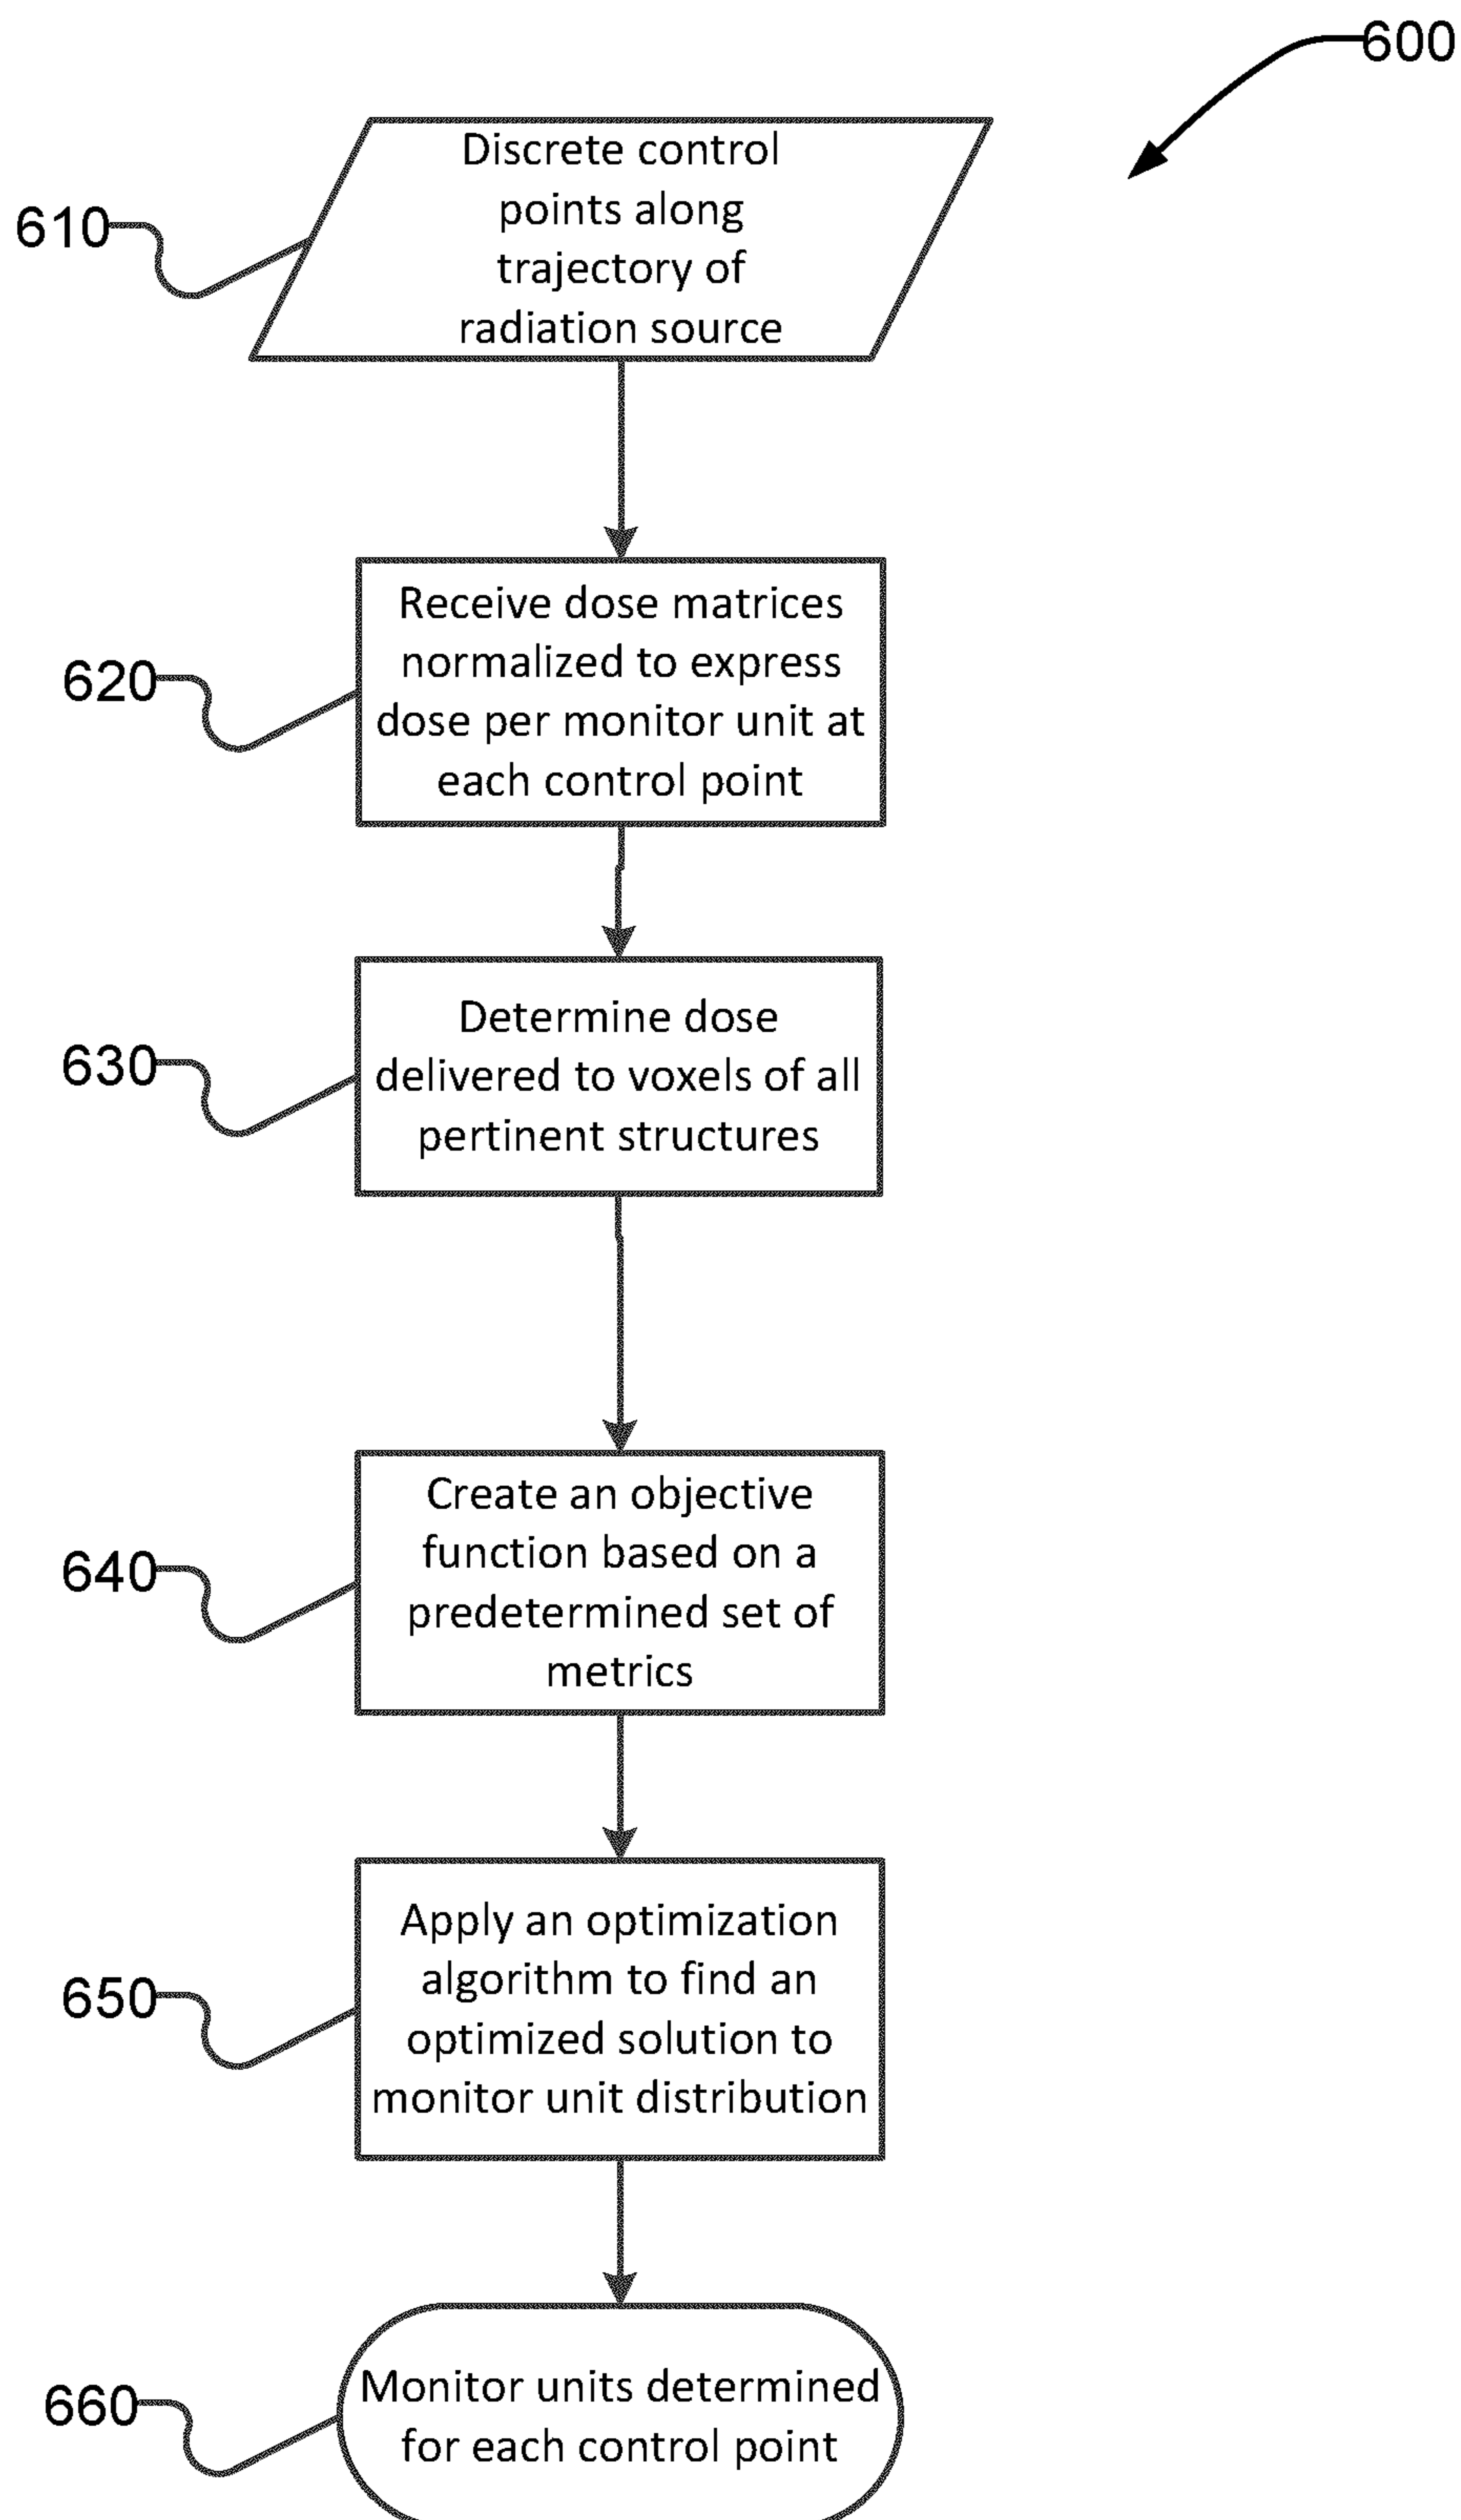 600
610
Discrete control
points along
trajectory of
radiation source
620
Receive dose matrices
normalized to express
dose per monitor unit at
each control point
630
Determine dose
delivered to voxels of all
pertinent structures
640
Create an objective
function based on a
predetermined set of
metrics
650
Apply an optimization
algorithm to find an
optimized solution to
monitor unit distribution
660
Monitor units determined
for each control point